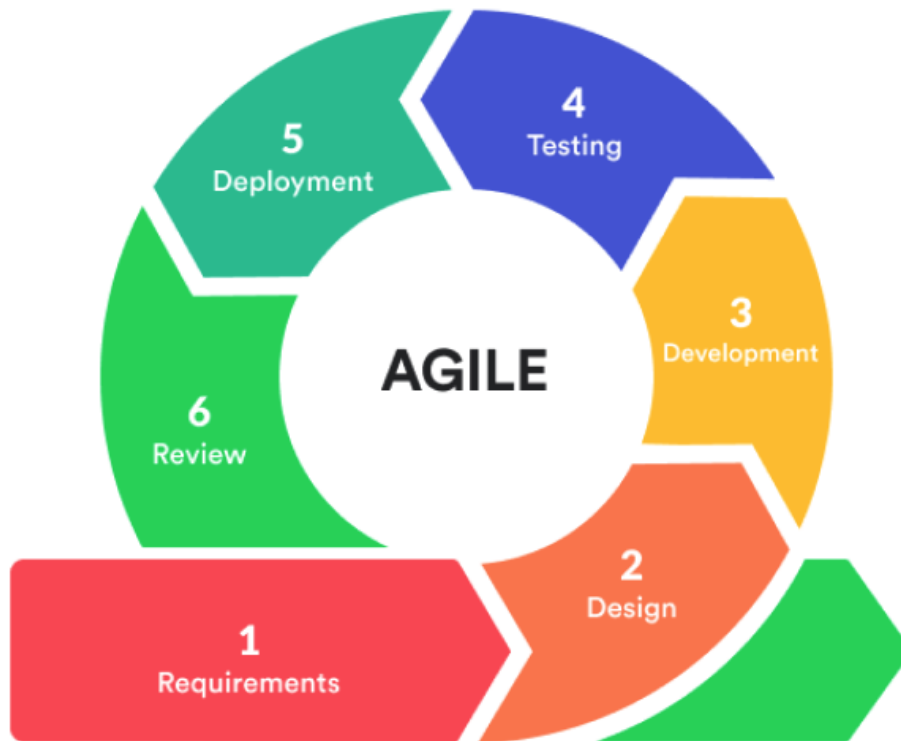 4
Testing
5
Deployment
3
Development
AGILE
6
Review
2
Design
1
Requirements